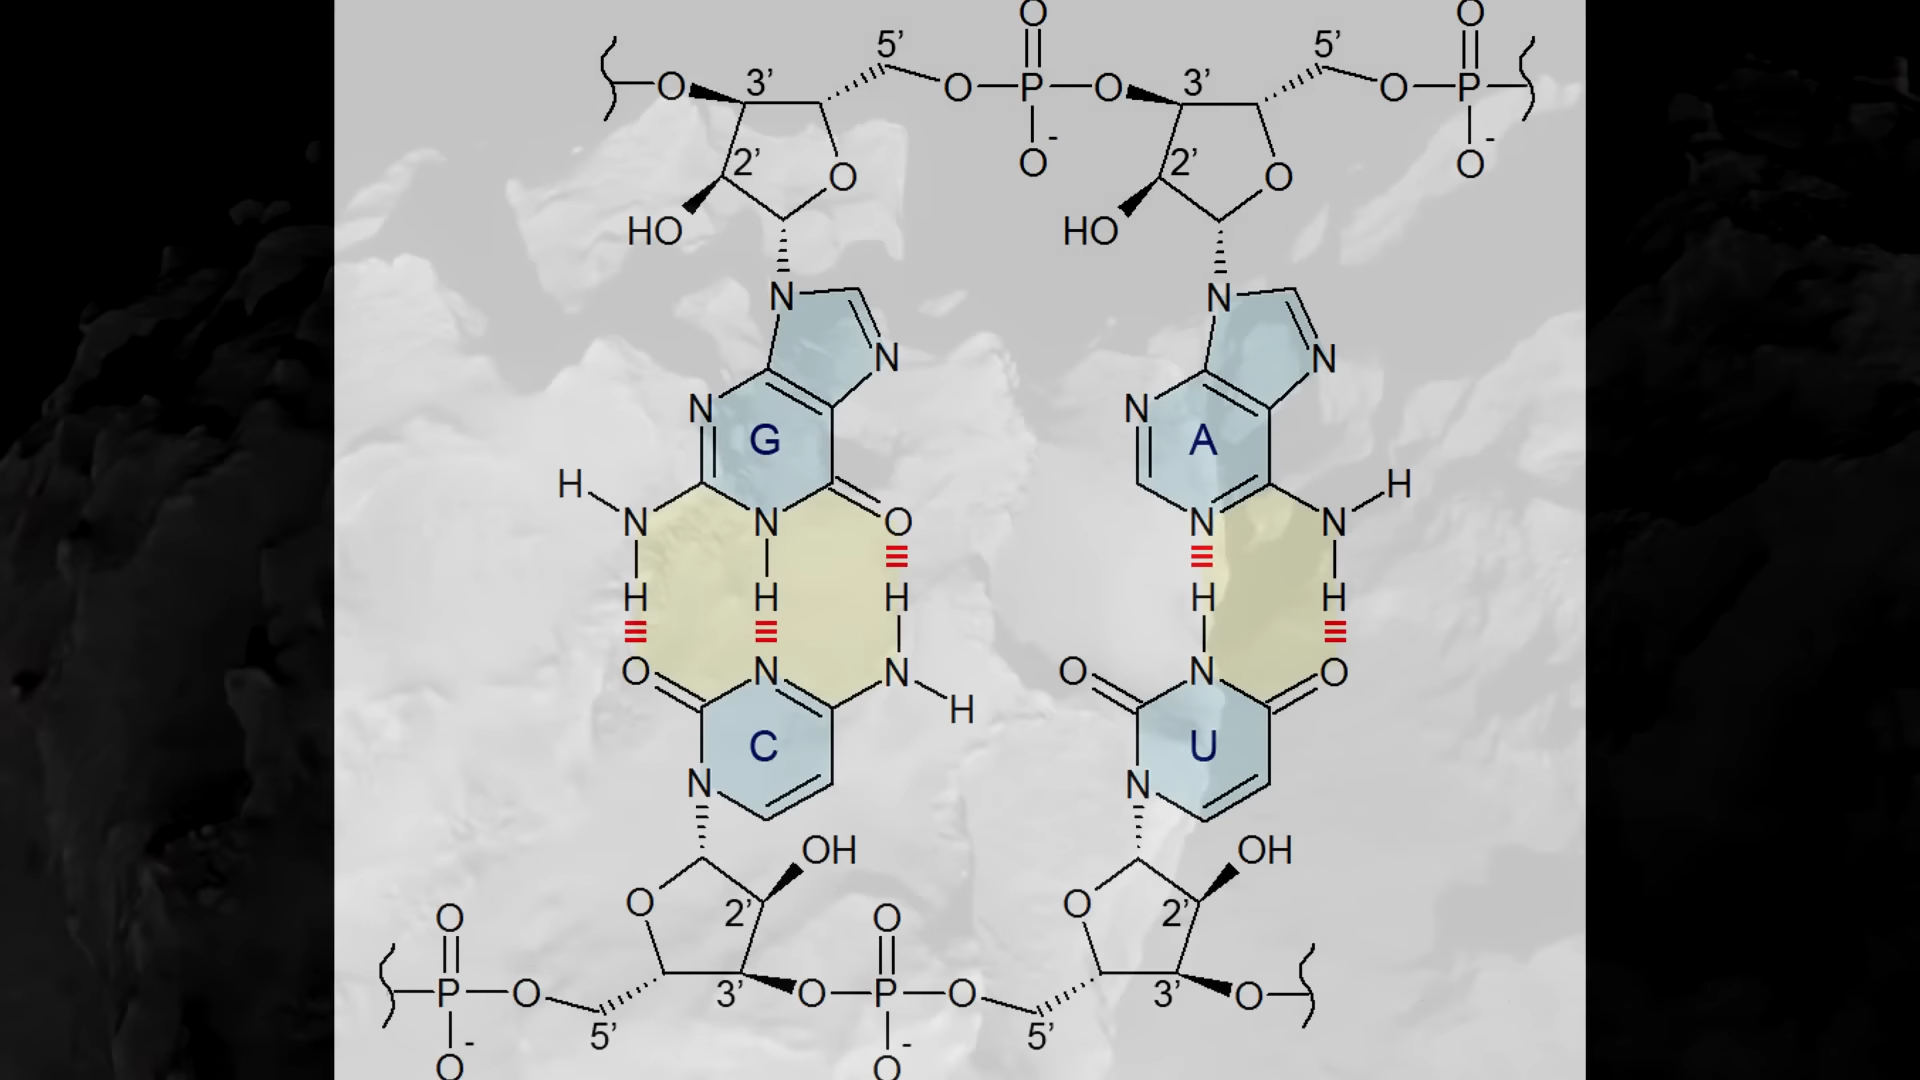 O O
5’ 5’
O 3’ O P O 3’ O P
O- O-
2’ O 2’ O
HO HO
N N
N N
N N
G A
H H
N N O N N
H H H H H
O N N O N O
H
C U
N N
OH OH
O 2’ O 2’
O O
P O 3’ O P O 3’ O
5’ 5’
O- O-